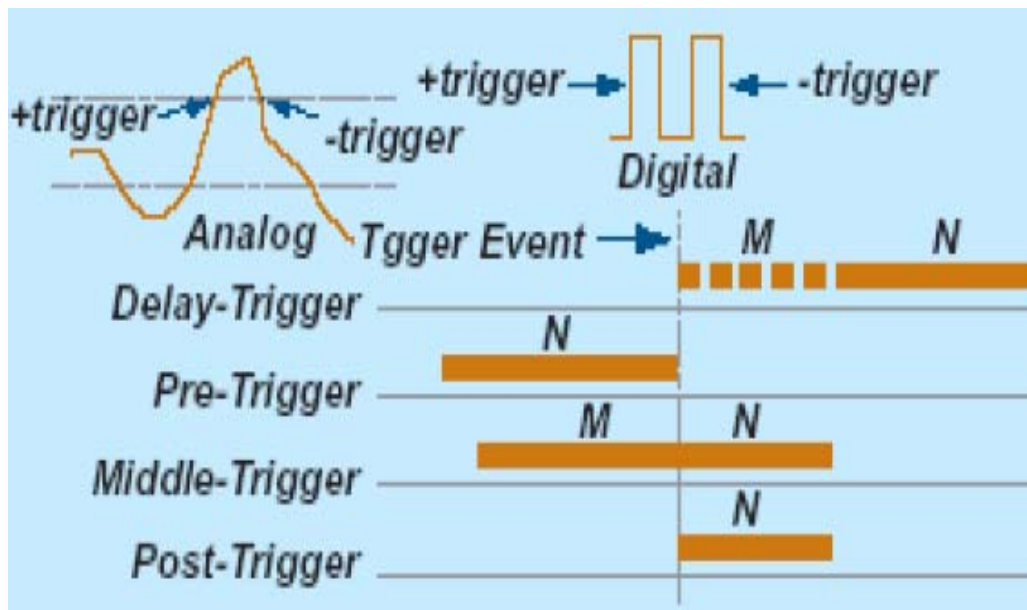 +trigger
-trigger
Analog
+trigger
-trigger
Digital
Tgger Event
M N
Delay-Trigger
N
Pre-Trigger
M N
Middle-Trigger
N
Post-Trigger